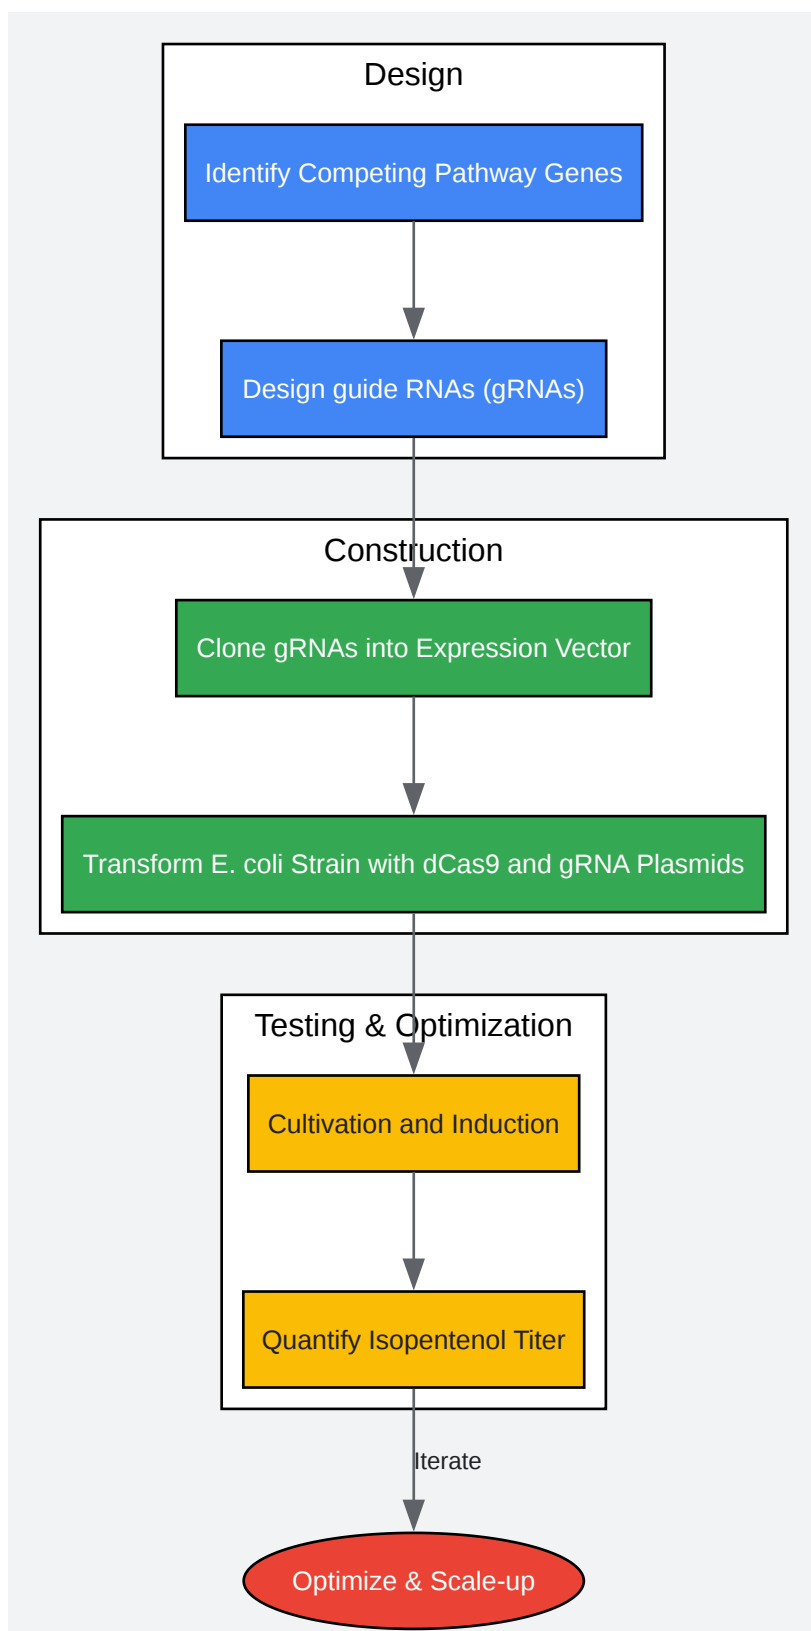 Design
Identify Competing Pathway Genes
Design guide RNAs (gRNAs)
Construction
Clone gRNAs into Expression Vector
Transform E. coli Strain with dCas9 and gRNA Plasmids
Testing & Optimization
Cultivation and Induction
Quantify Isopentenol Titer
Iterate
Optimize & Scale-up